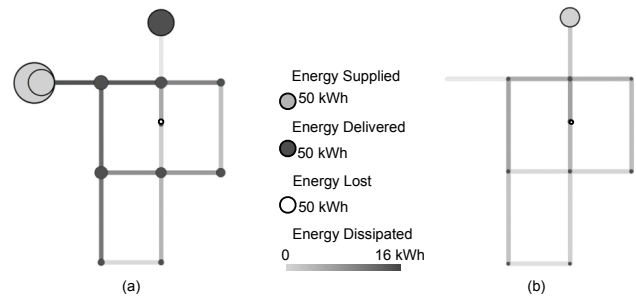 Energy Supplied
50 kWh
Energy Delivered
50 kWh
Energy Lost
50 kWh
Energy Dissipated
0 16 kWh
(a) (b)